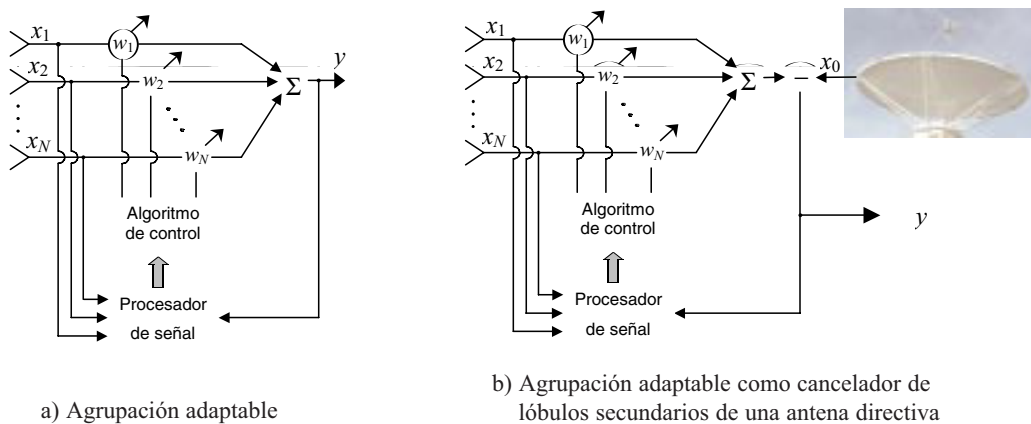 x1
w1
x2
w2
xN
wN
Σ
y
Algoritmo
de control
Procesador
de señal
a) Agrupación adaptable
x1
w1
x2
w2
xN
wN
Σ
−
x0
y
Algoritmo
de control
Procesador
de señal
b) Agrupación adaptable como cancelador de
lóbulos secundarios de una antena directiva